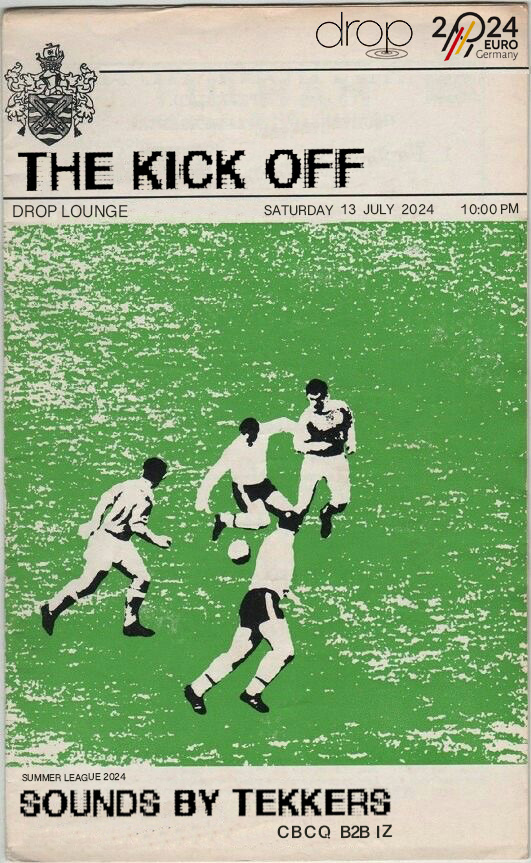 drop
2024
EURO
Germany
THE KICK OFF
DROP LOUNGE SATURDAY 13 JULY 2024 10:00 PM
SUMMER LEAGUE 2024
SOUNDS BY TEKKERS
CBCQ B2B IZ